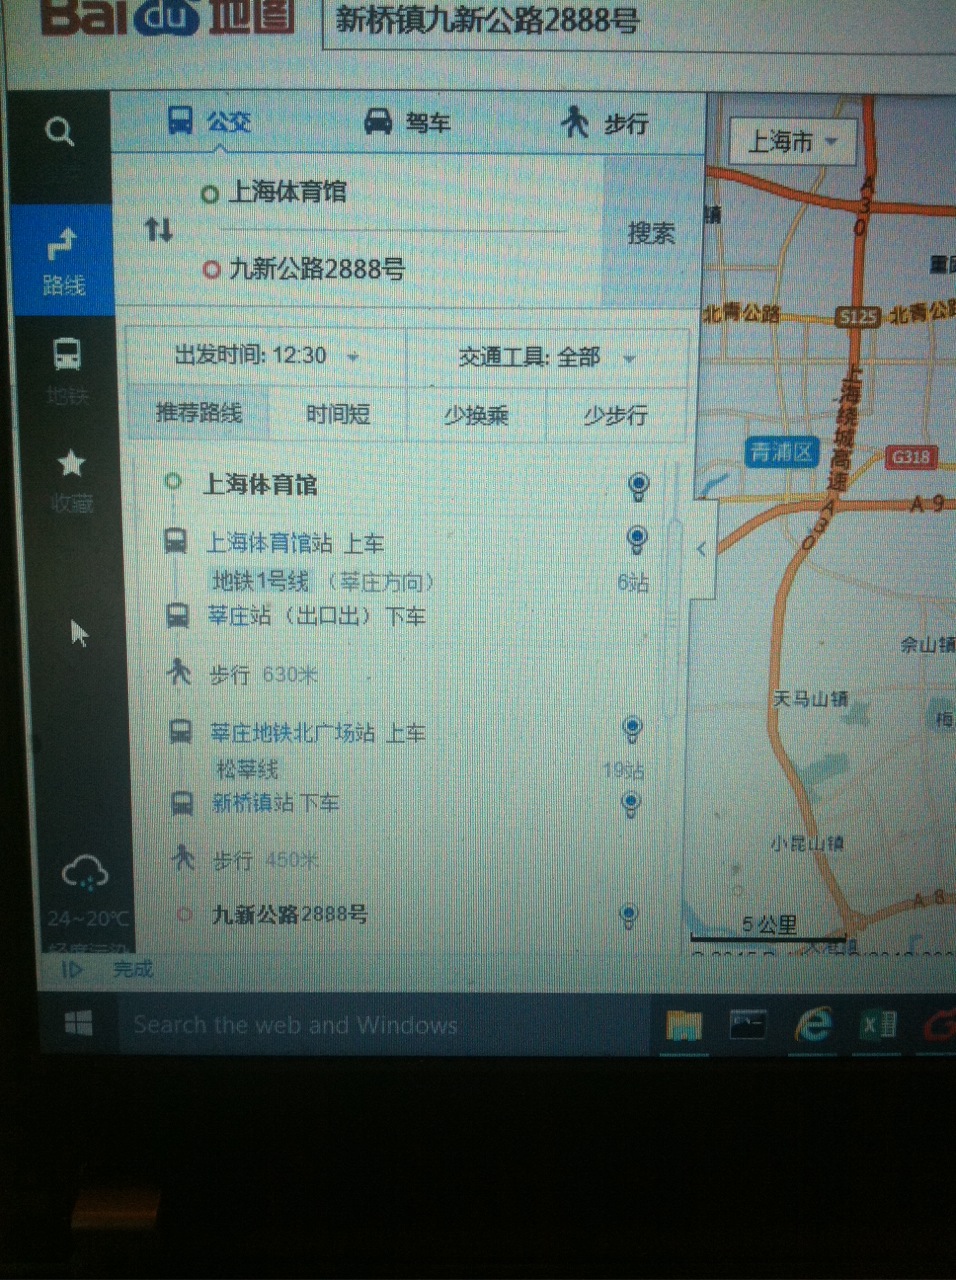 Bai du 地图
新桥镇九新公路2888号
公交
驾车
步行
上海体育馆
九新公路2888号
搜索
路线
地铁
收藏
出发时间: 12:30
交通工具: 全部
推荐路线
时间短
少换乘
少步行
上海体育馆
上海体育馆站 上车
地铁1号线 （莘庄方向）
6站
莘庄站（出口出）下车
步行 630米
莘庄地铁北广场站 上车
松莘线
19站
新桥镇站 下车
步行 450米
九新公路2888号
24~20℃
轻度污染
完成
上海市
A30
镇
北青公路
S125
北青公路
上海绕城高速
青浦区
G318
A9
A30
佘山镇
天马山镇
小昆山镇
A8
5 公里
Search the web and Windows